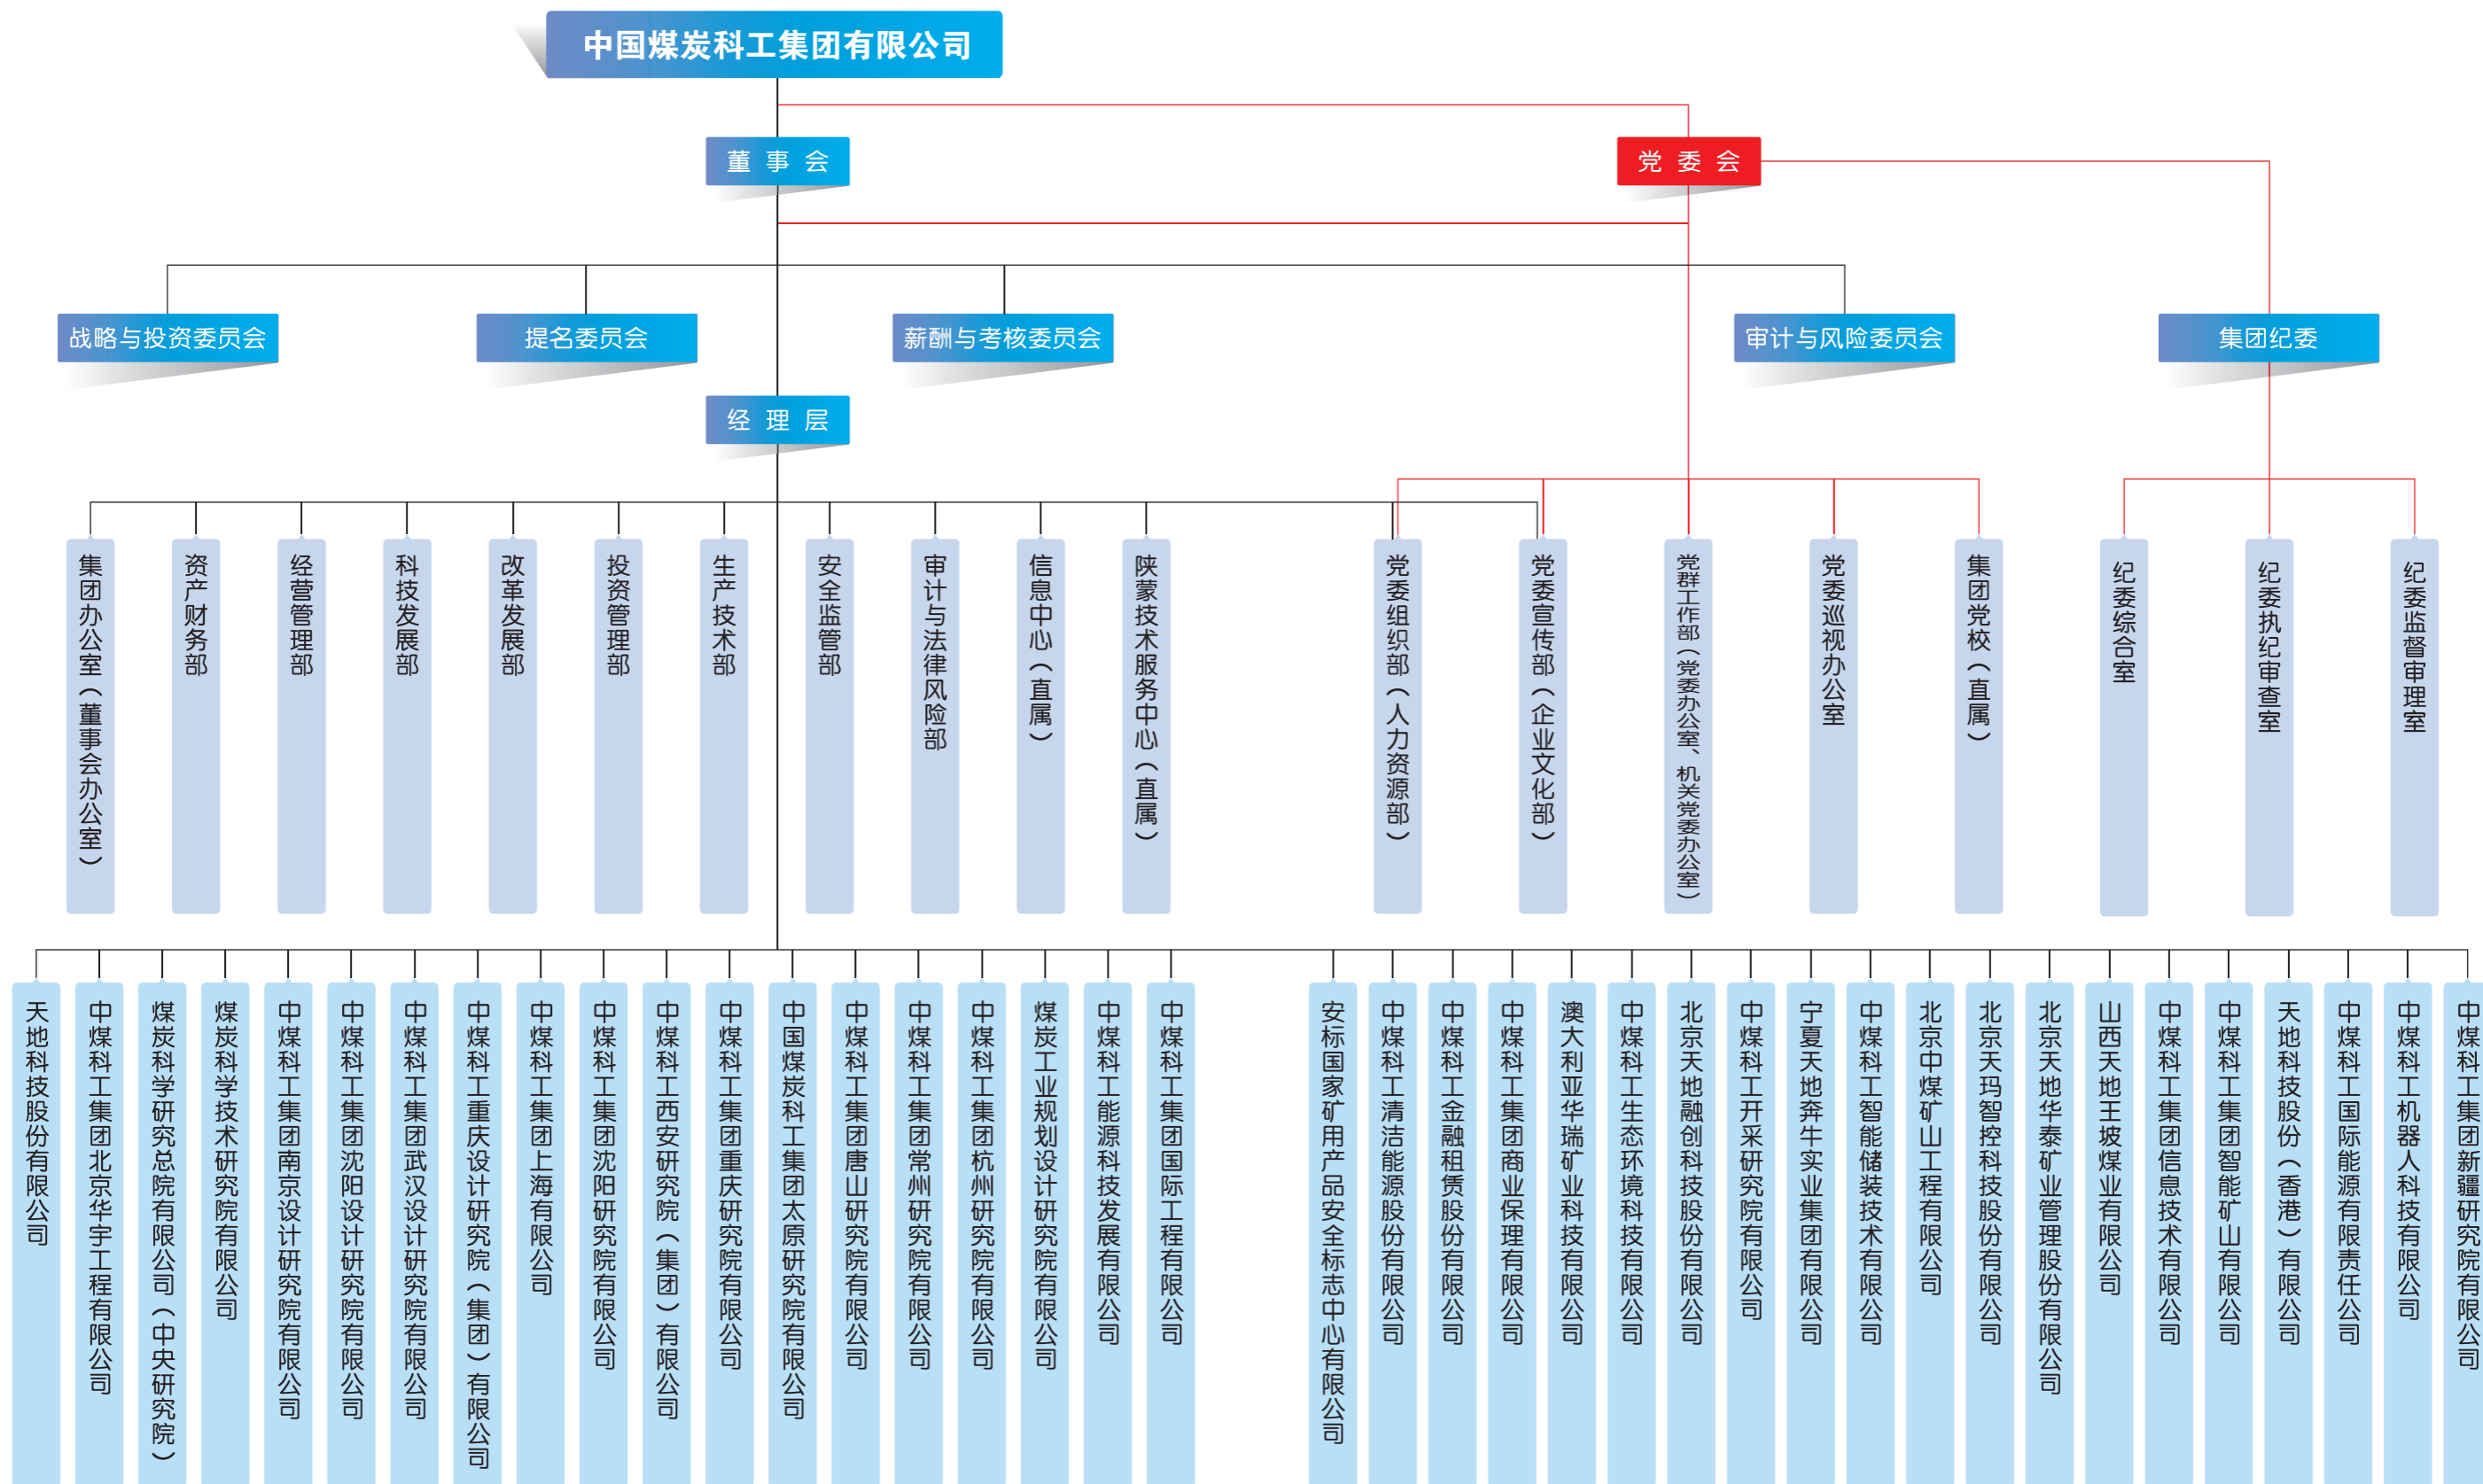 中国煤炭科工集团有限公司
董事会
党委会
战略与投资委员会
提名委员会
薪酬与考核委员会
审计与风险委员会
集团纪委
经理层
集团办公室（董事会办公室）
资产财务部
经营管理部
科技发展部
改革发展部
投资管理部
生产技术部
安全监管部
审计与法律风险部
信息中心（直属）
陕蒙技术服务中心（直属）
党委组织部（人力资源部）
党委宣传部（企业文化部）
党群工作部（党委办公室、机关党委办公室）
党委巡视办公室
集团党校（直属）
纪委综合室
纪委执纪审查室
纪委监督审理室
天地科技股份有限公司
中煤科工集团北京华宇工程有限公司
煤炭科学研究总院有限公司（中央研究院）
煤炭科学技术研究院有限公司
中煤科工集团南京设计研究院有限公司
中煤科工集团沈阳设计研究院有限公司
中煤科工集团武汉设计研究院有限公司
中煤科工重庆设计研究院（集团）有限公司
中煤科工集团上海有限公司
中煤科工集团沈阳研究院有限公司
中煤科工西安研究院（集团）有限公司
中煤科工集团重庆研究院有限公司
中国煤炭科工集团太原研究院有限公司
中煤科工集团唐山研究院有限公司
中煤科工集团常州研究院有限公司
中煤科工集团杭州研究院有限公司
煤炭工业规划设计研究院有限公司
中煤科工能源科技发展有限公司
中煤科工集团国际工程有限公司
安标国家矿用产品安全标志中心有限公司
中煤科工清洁能源股份有限公司
中煤科工金融租赁股份有限公司
中煤科工集团商业保理有限公司
澳大利亚华瑞矿业科技有限公司
中煤科工生态环境科技有限公司
北京天地融创科技股份有限公司
中煤科工开采研究院有限公司
宁夏天地奔牛实业集团有限公司
中煤科工智能储装技术有限公司
北京中煤矿山工程有限公司
北京天玛智控科技股份有限公司
北京天地华泰矿业管理股份有限公司
山西天地王坡煤业有限公司
中煤科工集团信息技术有限公司
中煤科工集团智能矿山有限公司
天地科技股份（香港）有限公司
中煤科工国际能源有限责任公司
中煤科工机器人科技有限公司
中煤科工集团新疆研究院有限公司